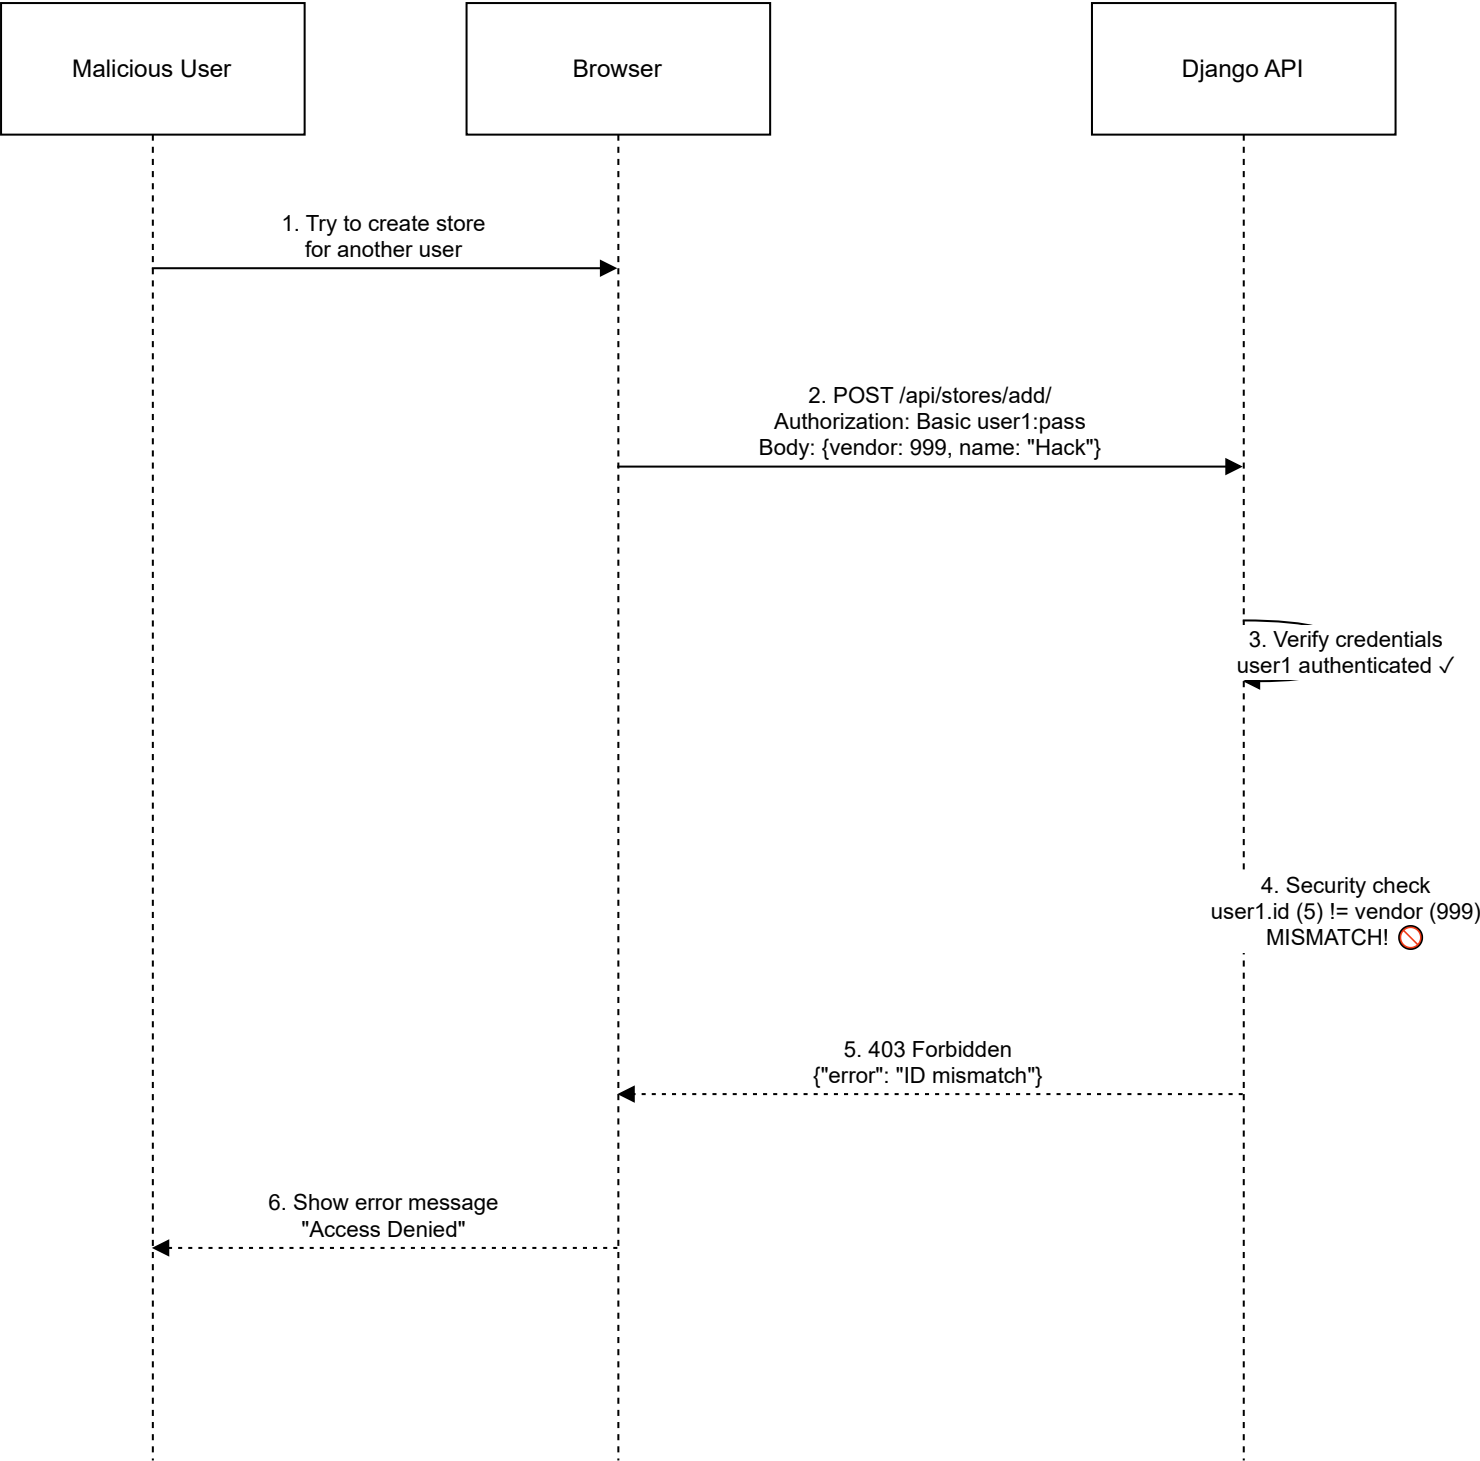 Malicious User
Browser
Django API
1. Try to create store
for another user
2. POST /api/stores/add/
Authorization: Basic user1:pass
Body: {vendor: 999, name: "Hack"}
3. Verify credentials
user1 authenticated ✓
4. Security check
user1.id (5) != vendor (999)
MISMATCH! 🚫
5. 403 Forbidden
{"error": "ID mismatch"}
6. Show error message
"Access Denied"